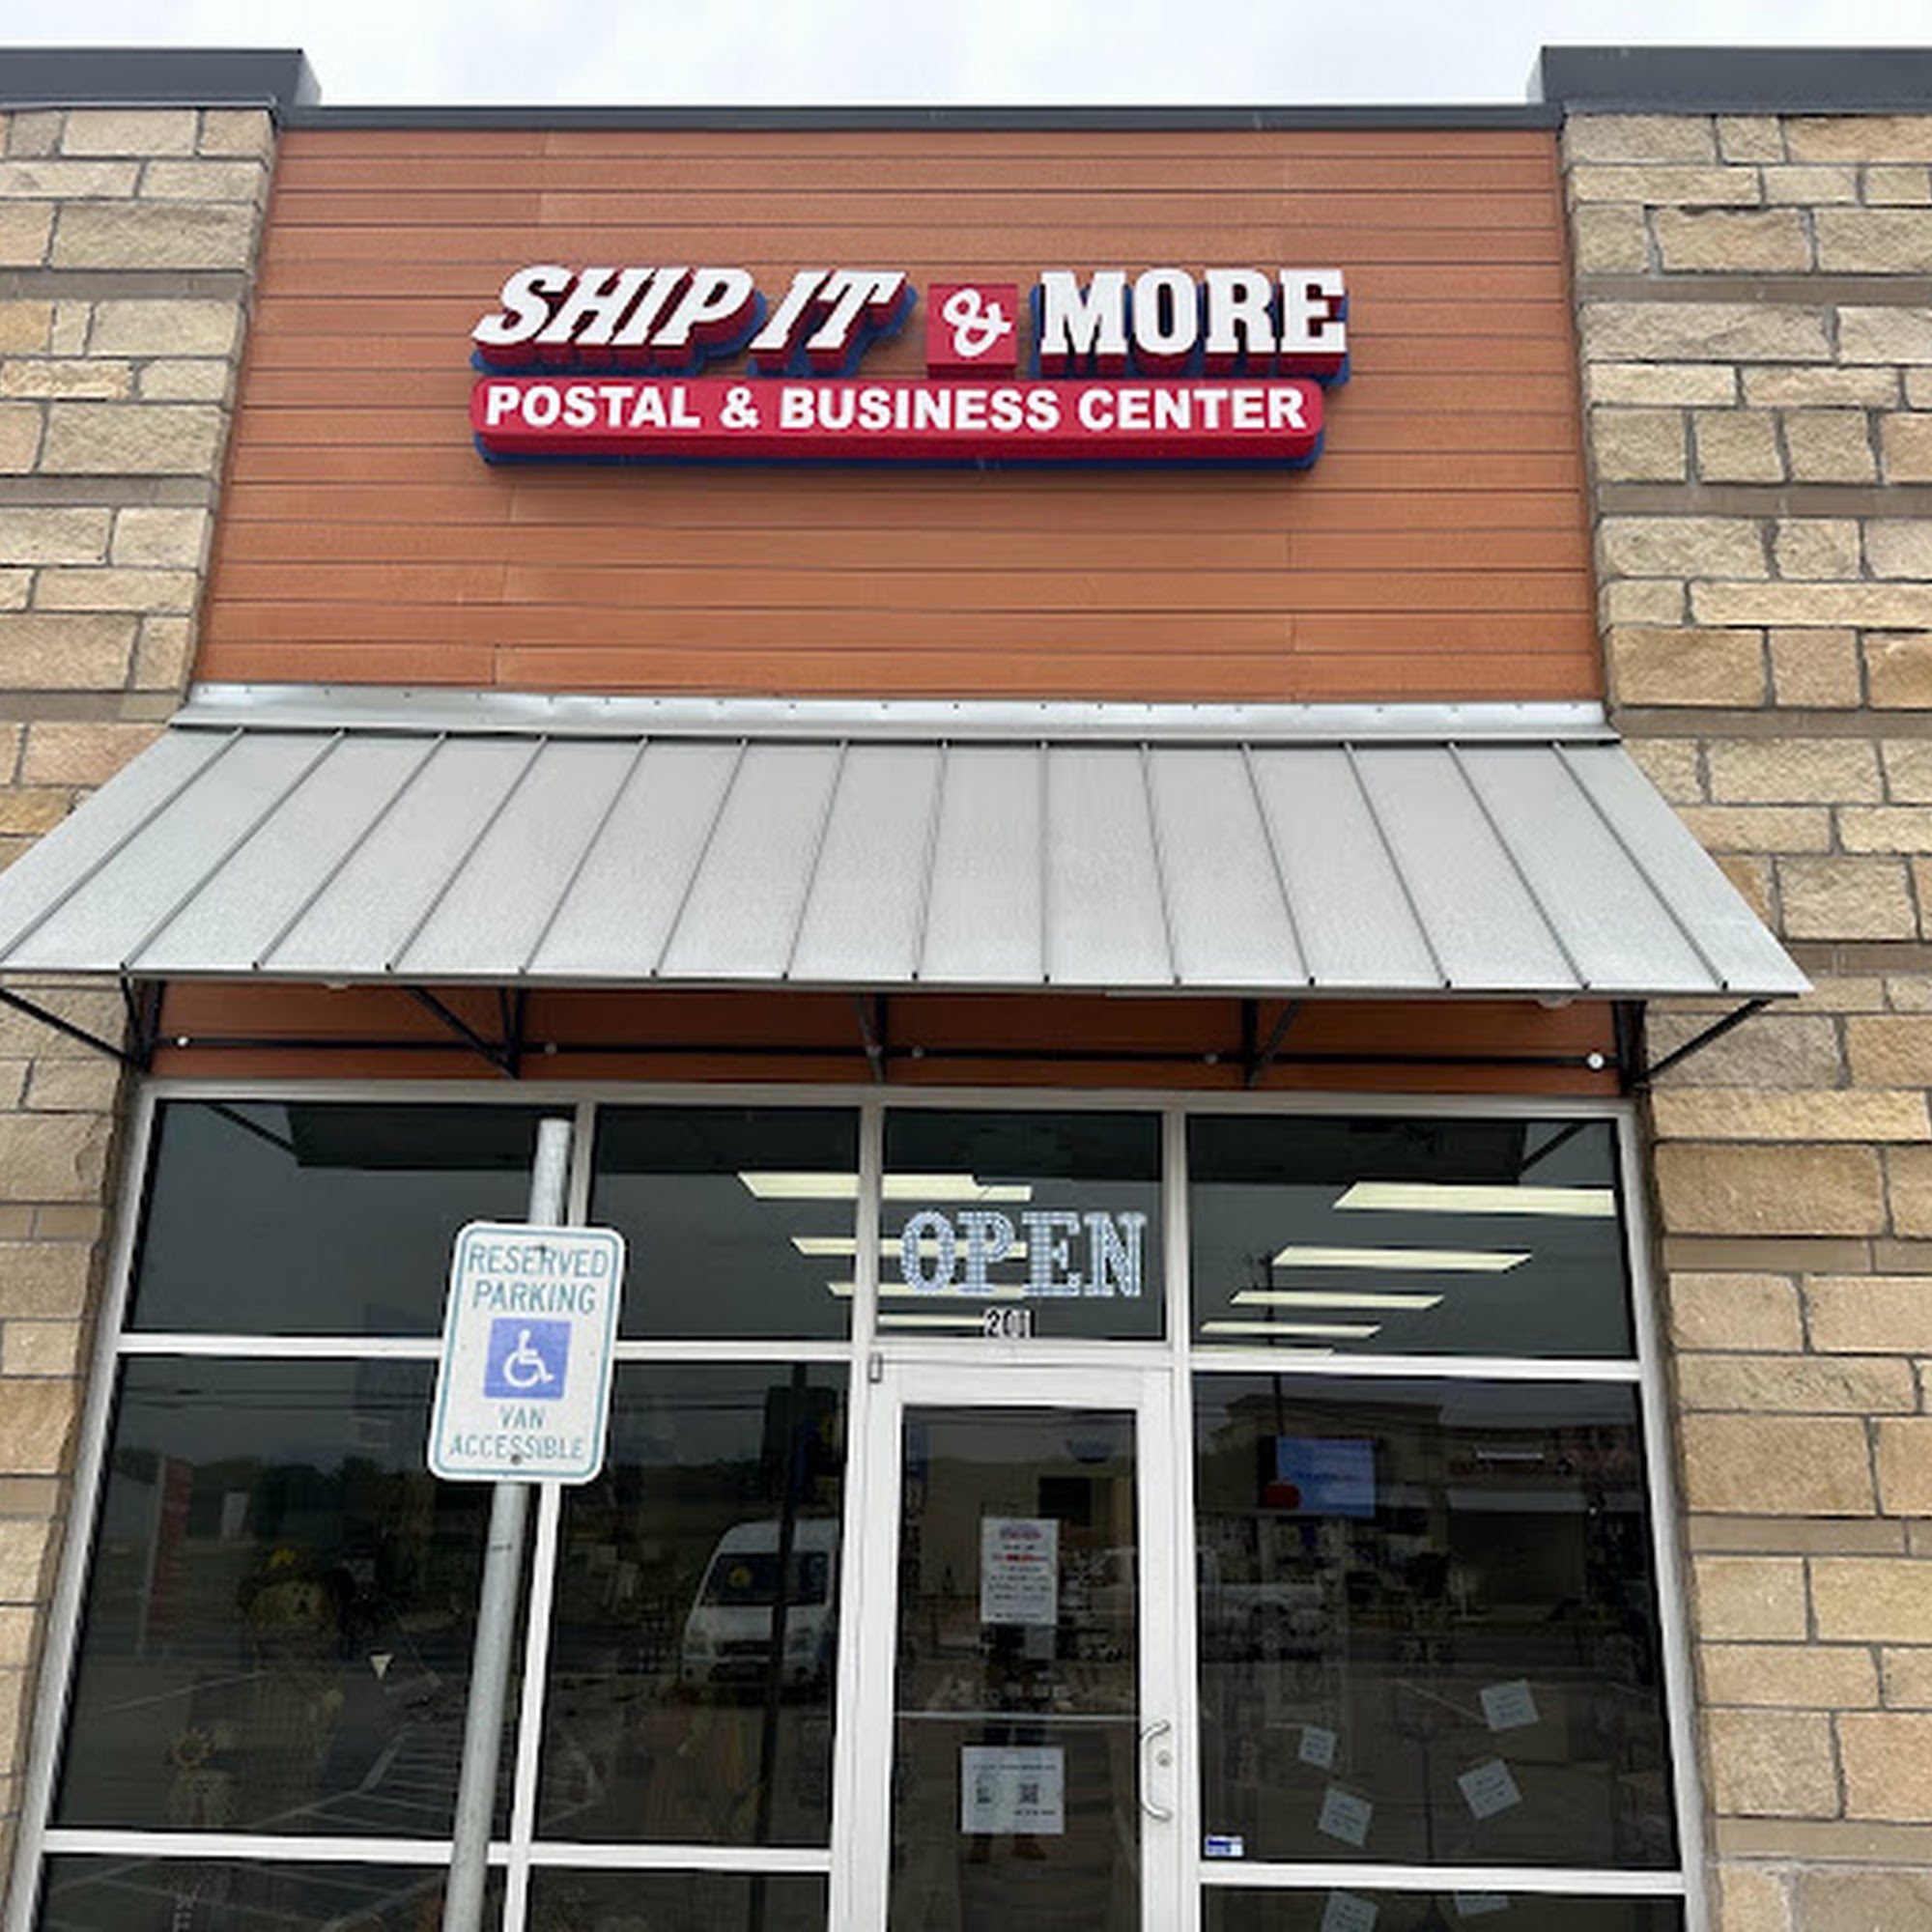 SHIP IT & MORE
POSTAL & BUSINESS CENTER
OPEN
201
RESERVED
PARKING
VAN
ACCESSIBLE